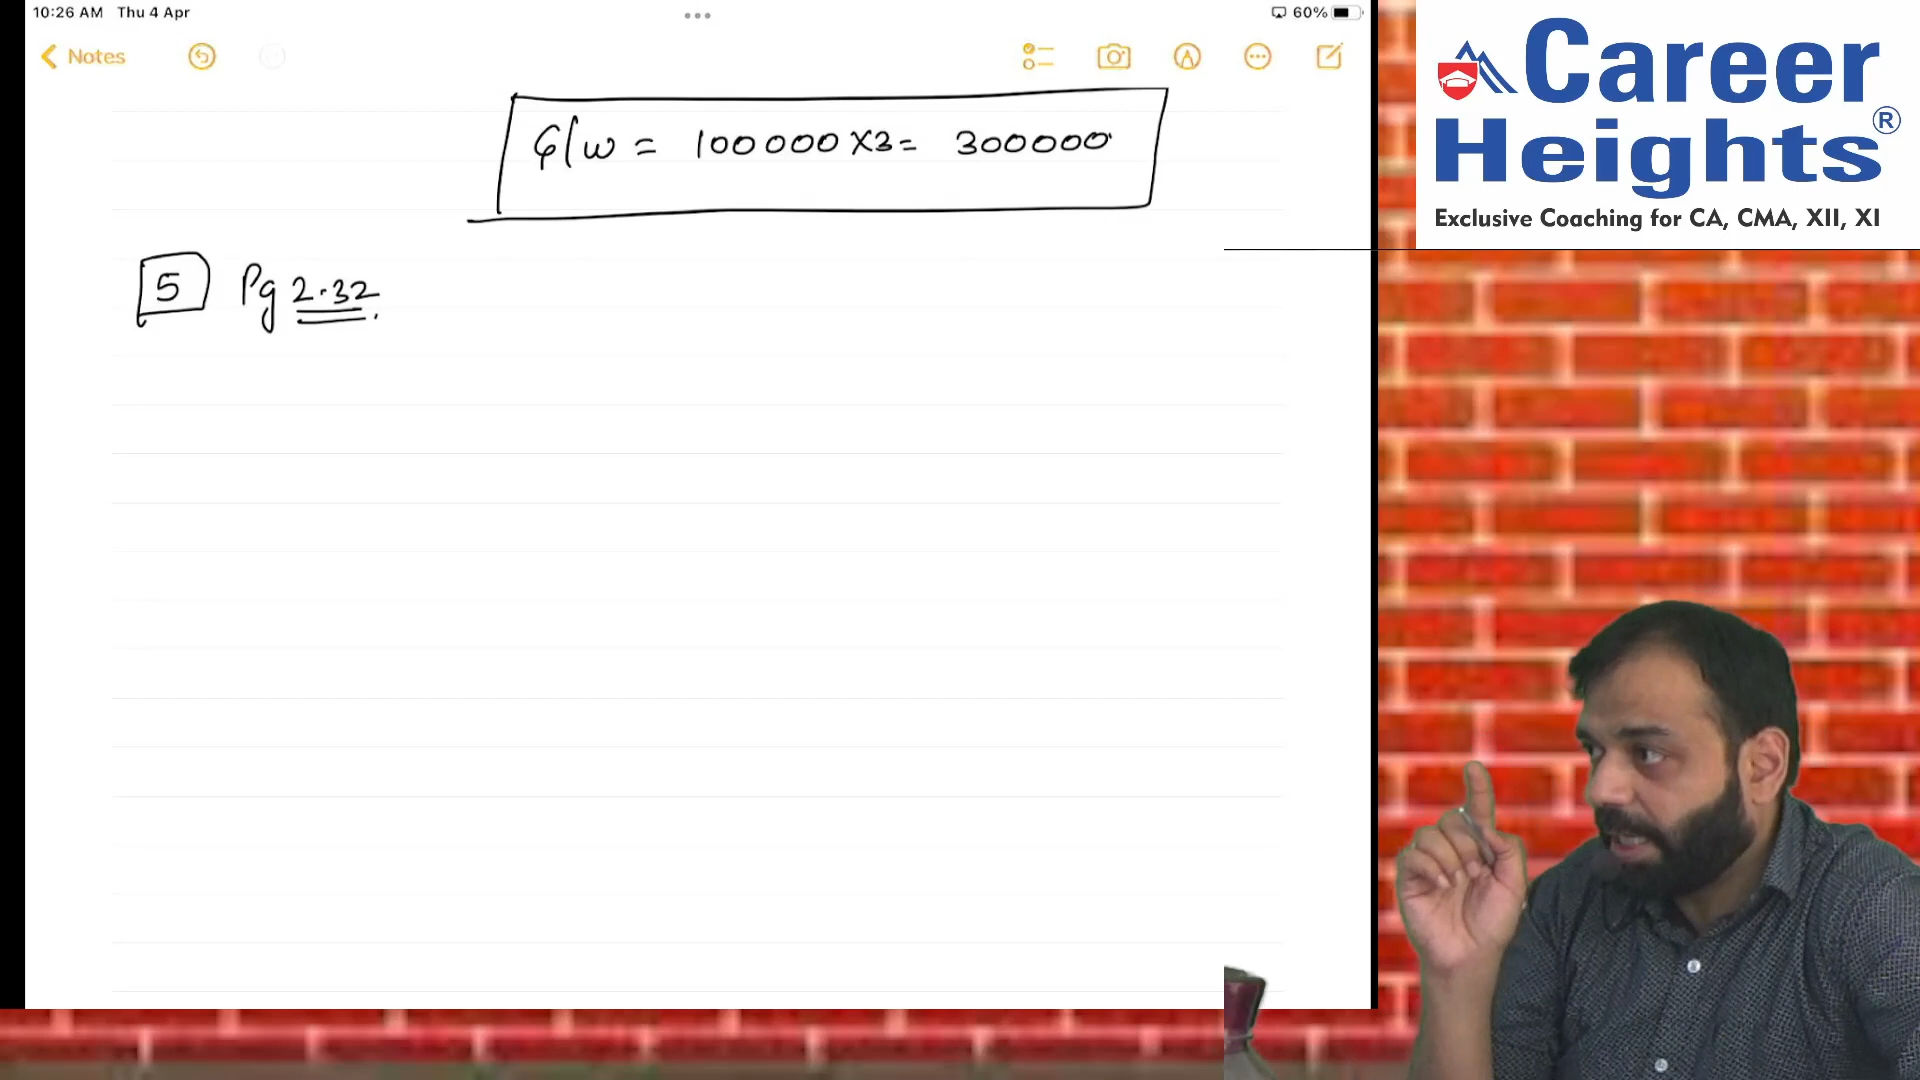 10:26 AM Thu 4 Apr
60%
Notes
G/W = 100000 X3= 300000
5 Pg 2.32.
Career
Heights®
Exclusive Coaching for CA, CMA, XII, XI